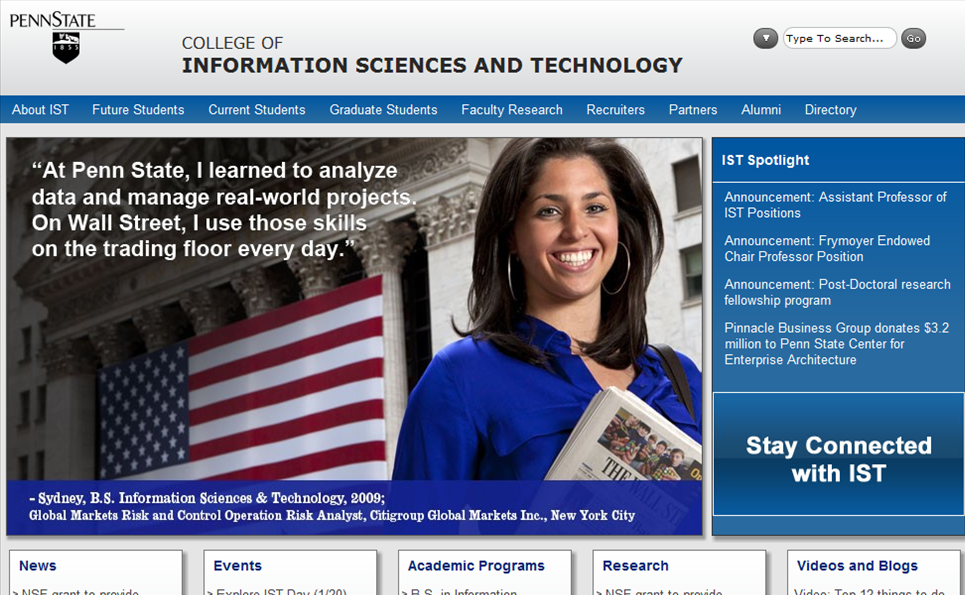 PENNSTATE
1855
COLLEGE OF
INFORMATION SCIENCES AND TECHNOLOGY
Type To Search...
Go
About IST Future Students Current Students Graduate Students Faculty Research Recruiters Partners Alumni Directory
“At Penn State, I learned to analyze
data and manage real-world projects.
On Wall Street, I use those skills
on the trading floor every day.”
THE WALL ST
- Sydney, B.S. Information Sciences & Technology, 2009;
Global Markets Risk and Control Operation Risk Analyst, Citigroup Global Markets Inc., New York City
IST Spotlight
Announcement: Assistant Professor of
IST Positions
Announcement: Frymoyer Endowed
Chair Professor Position
Announcement: Post-Doctoral research
fellowship program
Pinnacle Business Group donates $3.2
million to Penn State Center for
Enterprise Architecture
Stay Connected
with IST
News
> NSF grant to provide
Events
> Explore IST Day (1/20)
Academic Programs
> B.S. in Information
Research
> NSF grant to provide
Videos and Blogs
Video: Top 12 things to do